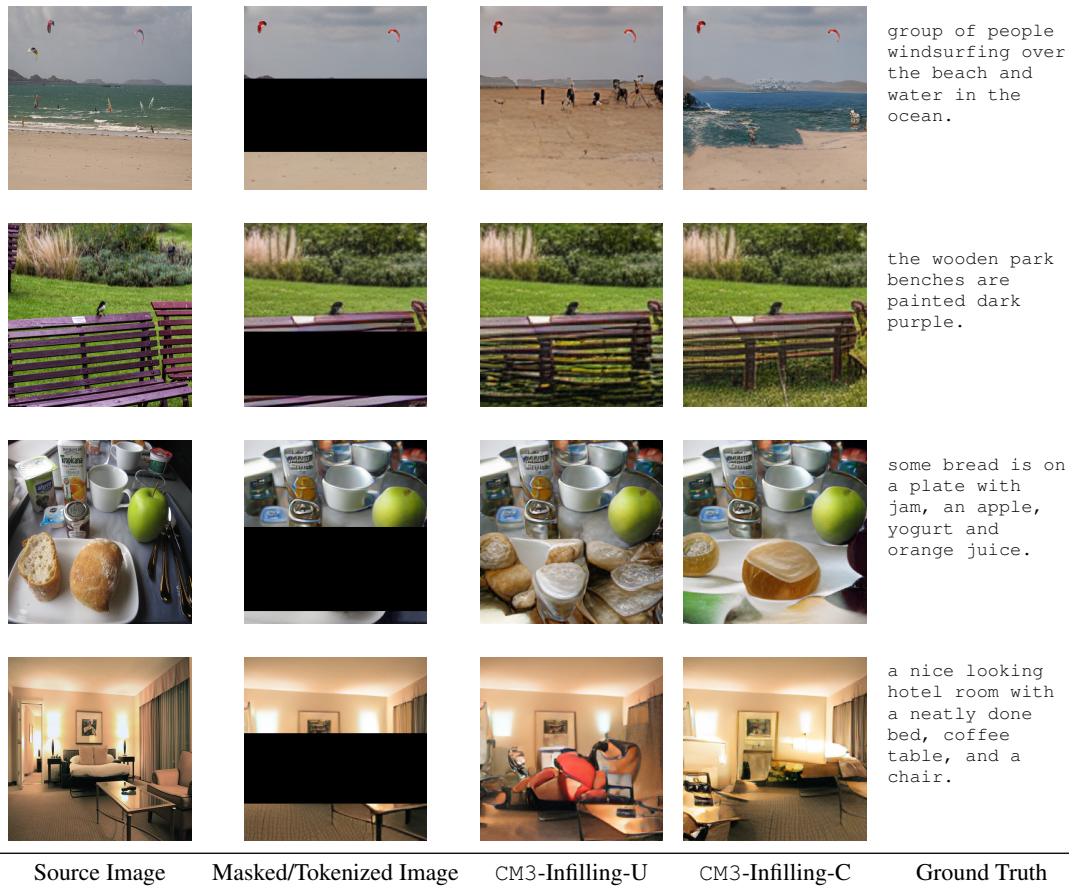 group of people
windsurfing over
the beach and
water in the
ocean.
the wooden park
benches are
painted dark
purple.
Tropicana
some bread is on
a plate with
jam, an apple,
yogurt and
orange juice.
a nice looking
hotel room with
a neatly done
bed, coffee
table, and a
chair.
Source Image Masked/Tokenized Image CM3-Infilling-U CM3-Infilling-C Ground Truth